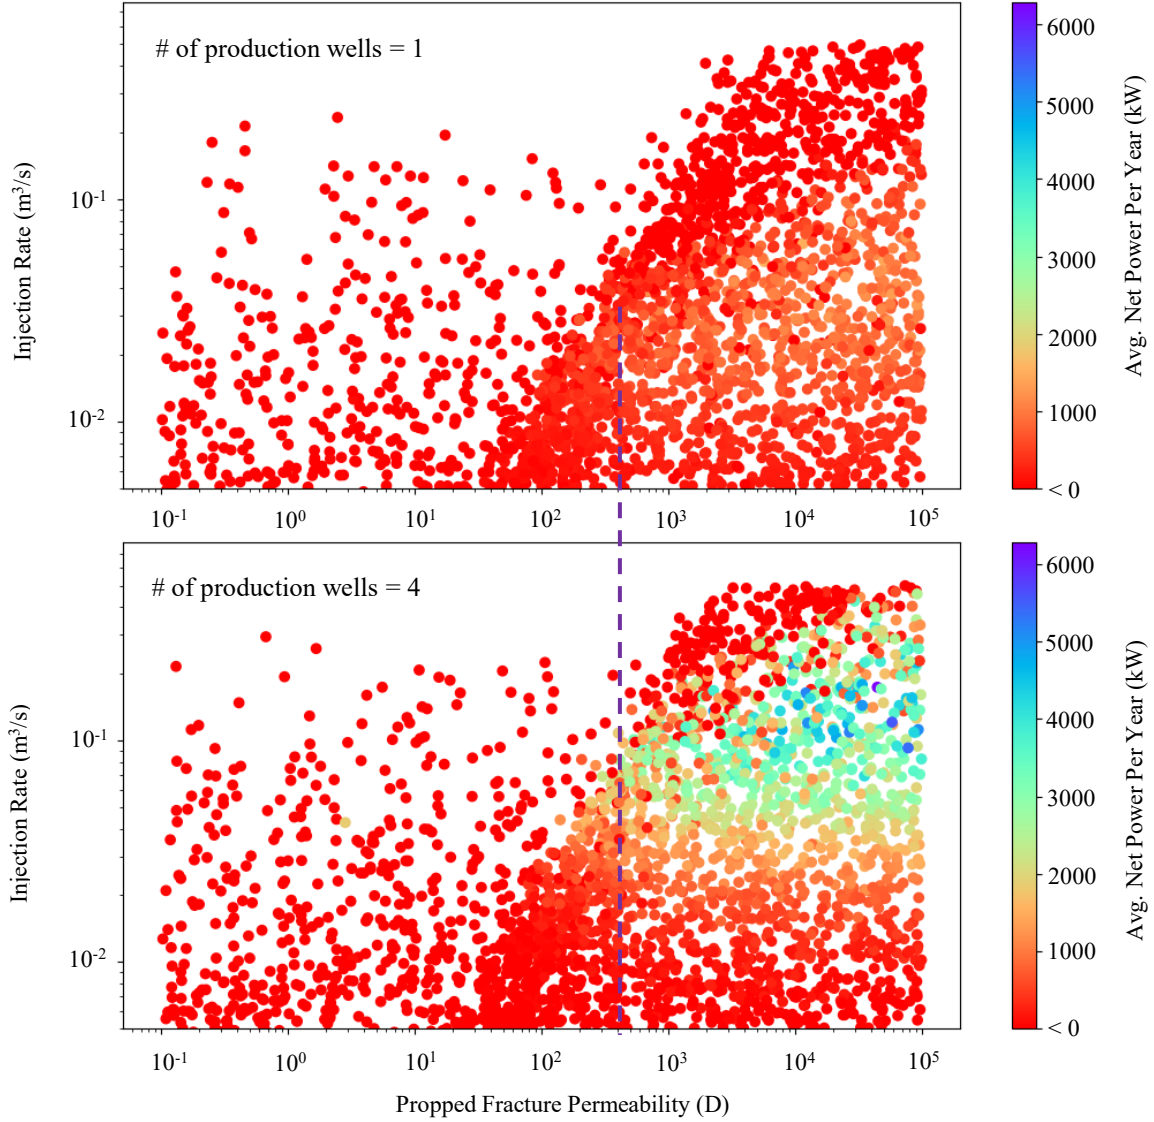 # of production wells = 1
Injection Rate (m³/s)
10⁻¹
10⁻²
10⁻¹ 10⁰ 10¹ 10² 10³ 10⁴ 10⁵
6000
5000
4000
3000
2000
1000
< 0
Avg. Net Power Per Year (kW)
# of production wells = 4
Injection Rate (m³/s)
10⁻¹
10⁻²
10⁻¹ 10⁰ 10¹ 10² 10³ 10⁴ 10⁵
Propped Fracture Permeability (D)
6000
5000
4000
3000
2000
1000
< 0
Avg. Net Power Per Year (kW)